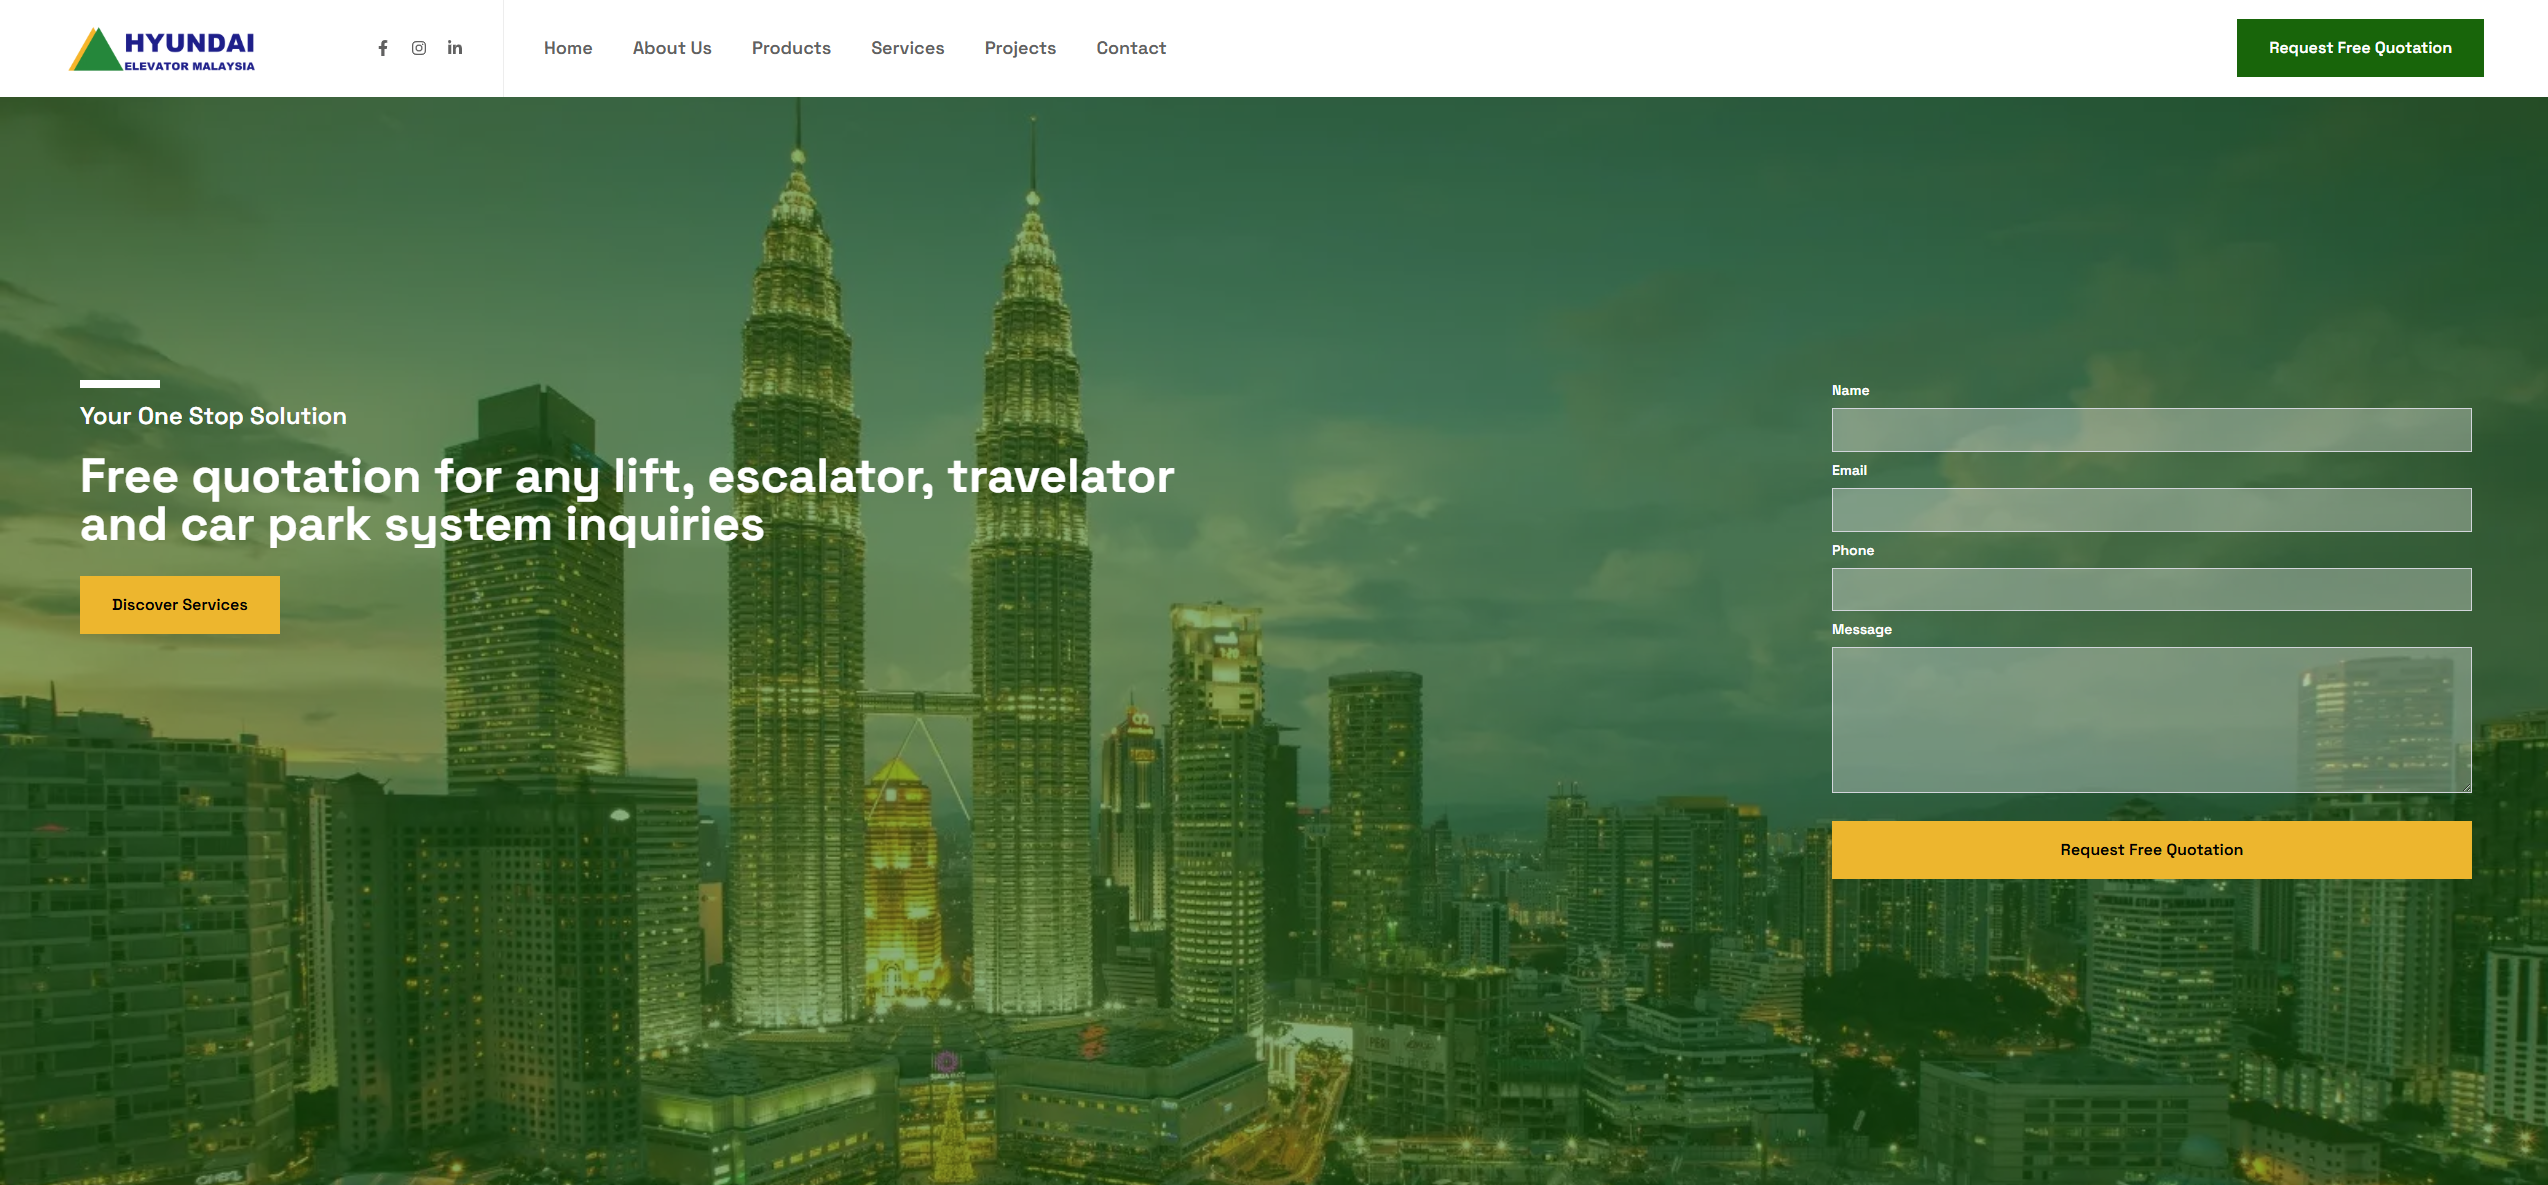 HYUNDAI
ELEVATOR MALAYSIA
Home
About Us
Products
Services
Projects
Contact
Request Free Quotation
Your One Stop Solution
Free quotation for any lift, escalator, travelator
and car park system inquiries
Discover Services
Name
Email
Phone
Message
Request Free Quotation